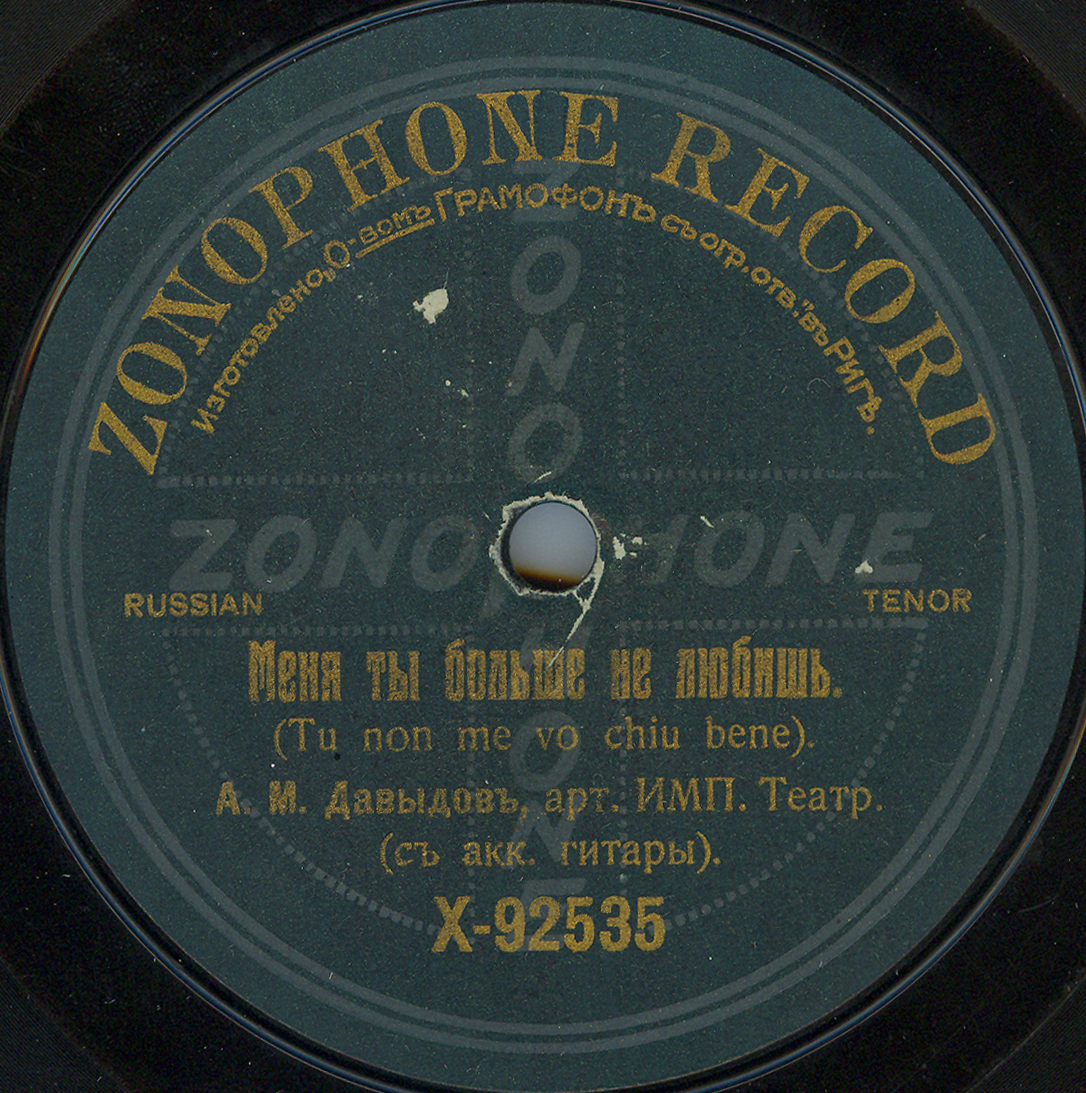 ZONOPHONE RECORD
Изготовлено „О-вомъ Грамофонъ съ огр. отв.“ въ Ригѣ.
ZONOPHONE
ZONOPHONE
RUSSIAN
TENOR
Меня ты больше не любишь.
(Tu non me vo chiu bene).
А. М. Давыдовъ, арт. ИМП. Театр.
(съ акк. гитары).
X-92535